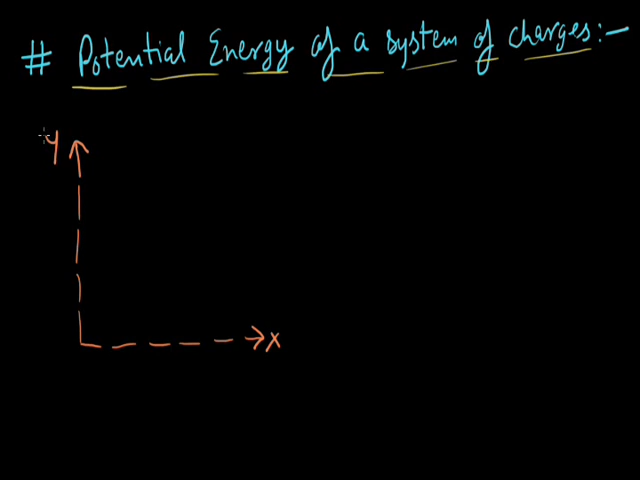 # Potential Energy of a system of charges:-
y
x